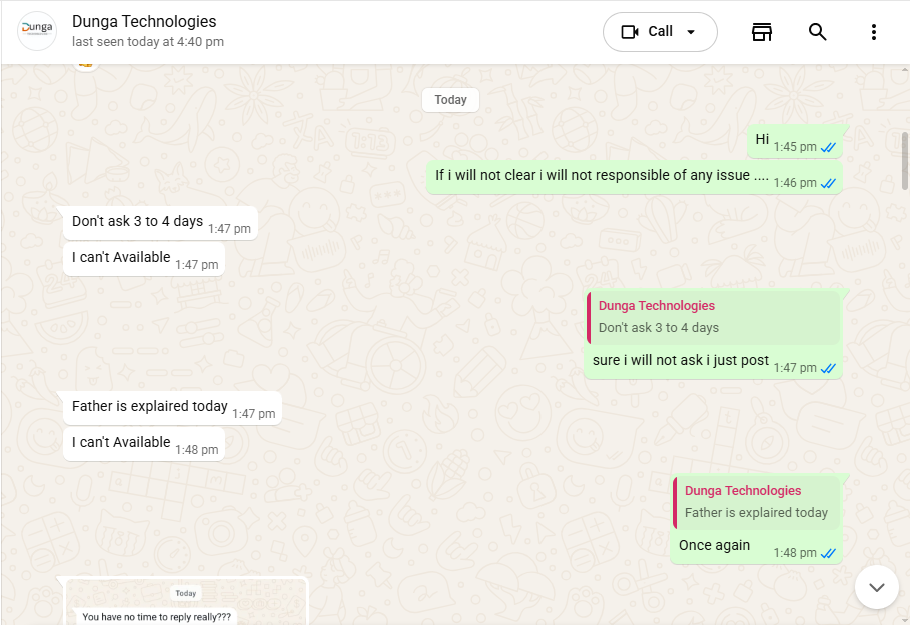 Dunga
Dunga Technologies
last seen today at 4:40 pm
Call
Today
Hi 1:45 pm
If i will not clear i will not responsible of any issue .... 1:46 pm
Don't ask 3 to 4 days 1:47 pm
I can't Available 1:47 pm
Dunga Technologies
Don't ask 3 to 4 days
sure i will not ask i just post 1:47 pm
Father is explaired today 1:47 pm
I can't Available 1:48 pm
Dunga Technologies
Father is explaired today
Once again 1:48 pm
Today
You have no time to reply really???